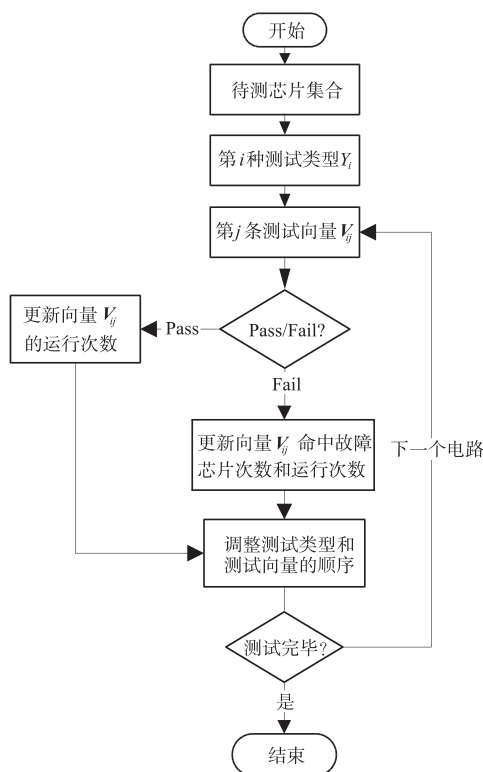 开始
待测芯片集合
第i种测试类型Yi
第j条测试向量Vij
Pass/Fail?
Pass
更新向量Vij
的运行次数
Fail
更新向量Vij命中故障
芯片次数和运行次数
下一个电路
调整测试类型和
测试向量的顺序
测试完毕?
是
结束